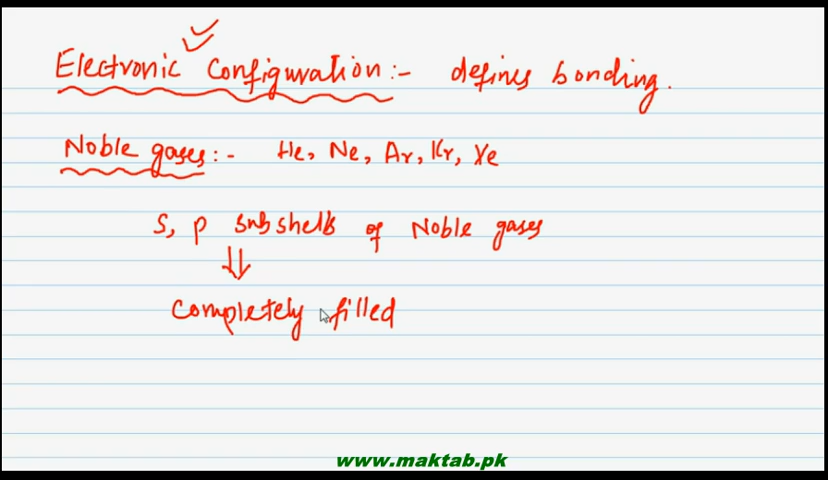 Electronic Configuration:- defines bonding.
Noble gases:- He, Ne, Ar, Kr, Xe
s, p subshells of Noble gases
⇓
Completely filled
www.maktab.pk